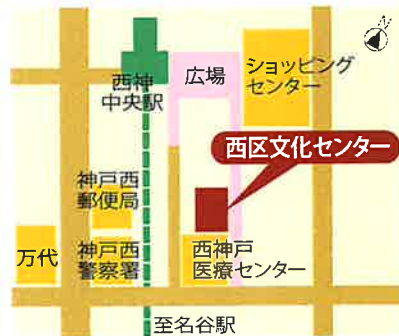 N
西神
中央駅
広場
ショッピング
センター
西区文化センター
神戸西
郵便局
万代
神戸西
警察署
西神戸
医療センター
至名谷駅